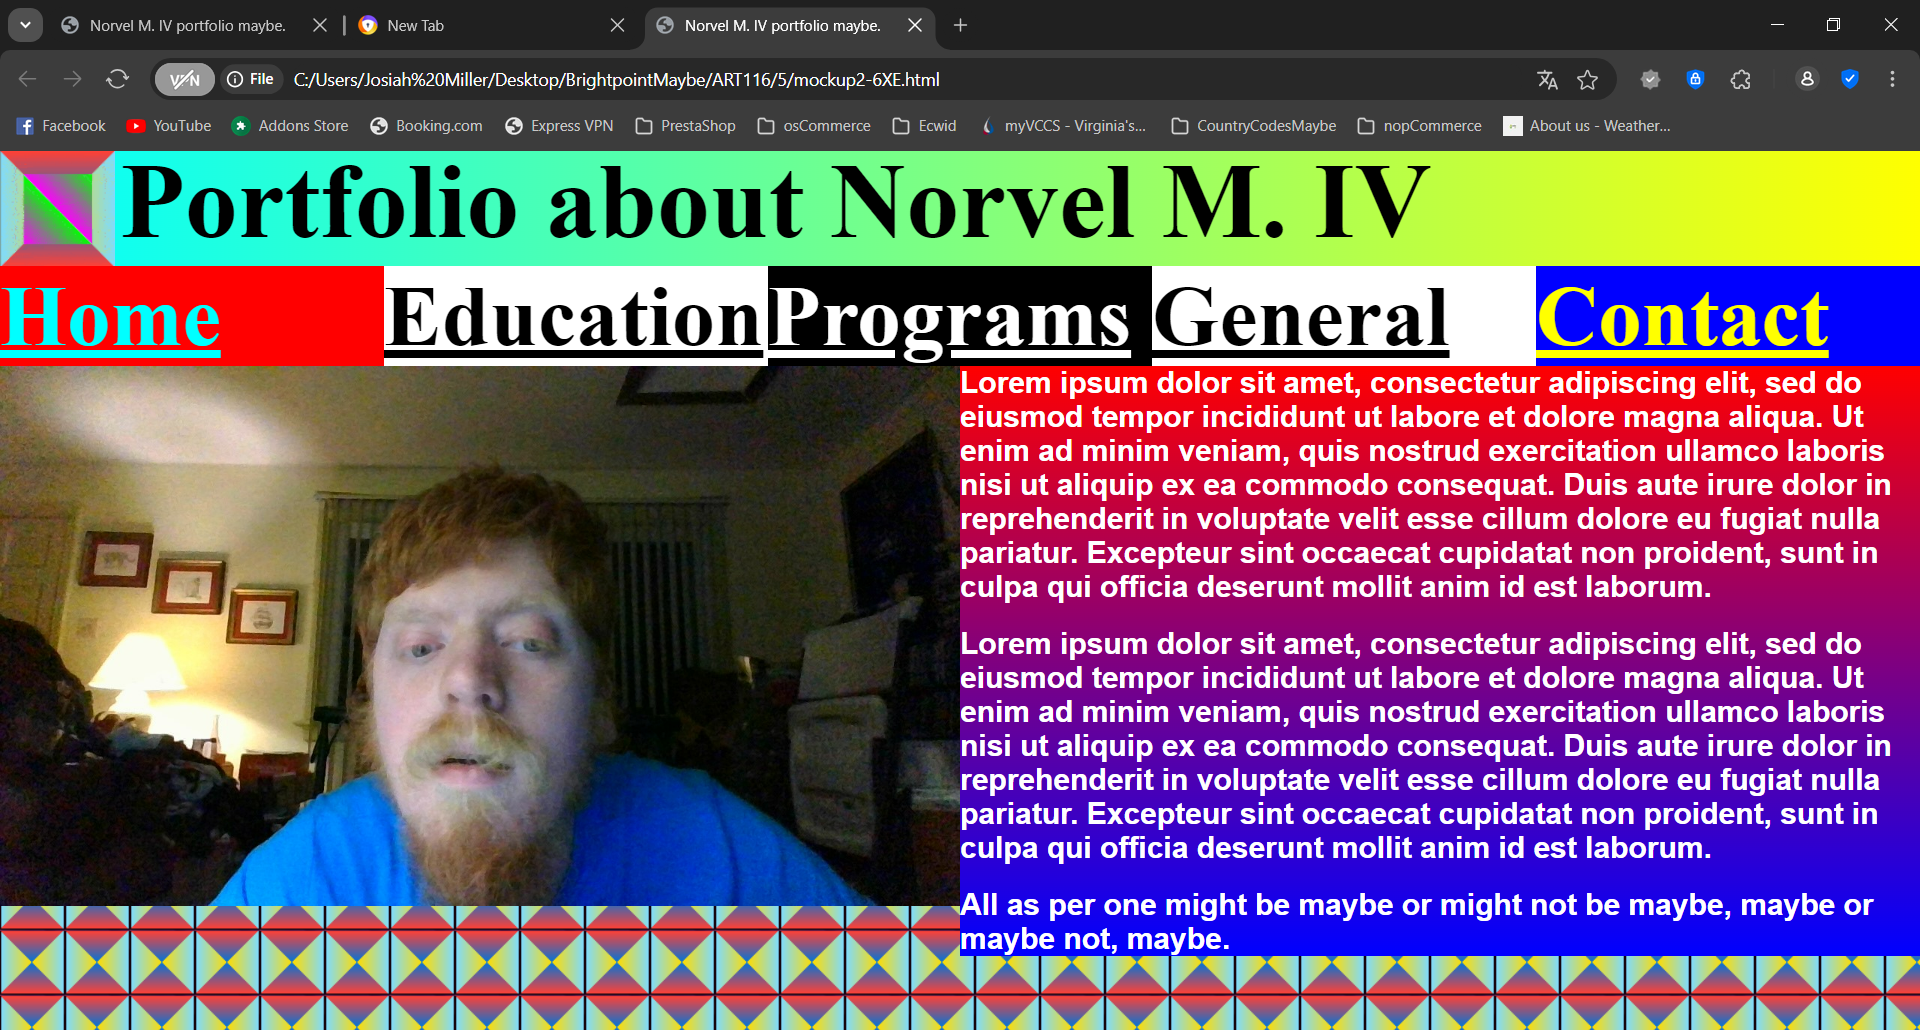 Norvel M. IV portfolio maybe.
New Tab
Norvel M. IV portfolio maybe.
VPN
File
C:/Users/Josiah%20Miller/Desktop/BrightpointMaybe/ART116/5/mockup2-6XE.html
Facebook
YouTube
Addons Store
Booking.com
Express VPN
PrestaShop
osCommerce
Ecwid
myVCCS - Virginia's...
CountryCodesMaybe
nopCommerce
About us - Weather...
Portfolio about Norvel M. IV
Home
Education
Programs
General
Contact
Lorem ipsum dolor sit amet, consectetur adipiscing elit, sed do
eiusmod tempor incididunt ut labore et dolore magna aliqua. Ut
enim ad minim veniam, quis nostrud exercitation ullamco laboris
nisi ut aliquip ex ea commodo consequat. Duis aute irure dolor in
reprehenderit in voluptate velit esse cillum dolore eu fugiat nulla
pariatur. Excepteur sint occaecat cupidatat non proident, sunt in
culpa qui officia deserunt mollit anim id est laborum.
Lorem ipsum dolor sit amet, consectetur adipiscing elit, sed do
eiusmod tempor incididunt ut labore et dolore magna aliqua. Ut
enim ad minim veniam, quis nostrud exercitation ullamco laboris
nisi ut aliquip ex ea commodo consequat. Duis aute irure dolor in
reprehenderit in voluptate velit esse cillum dolore eu fugiat nulla
pariatur. Excepteur sint occaecat cupidatat non proident, sunt in
culpa qui officia deserunt mollit anim id est laborum.
All as per one might be maybe or might not be maybe, maybe or
maybe not, maybe.